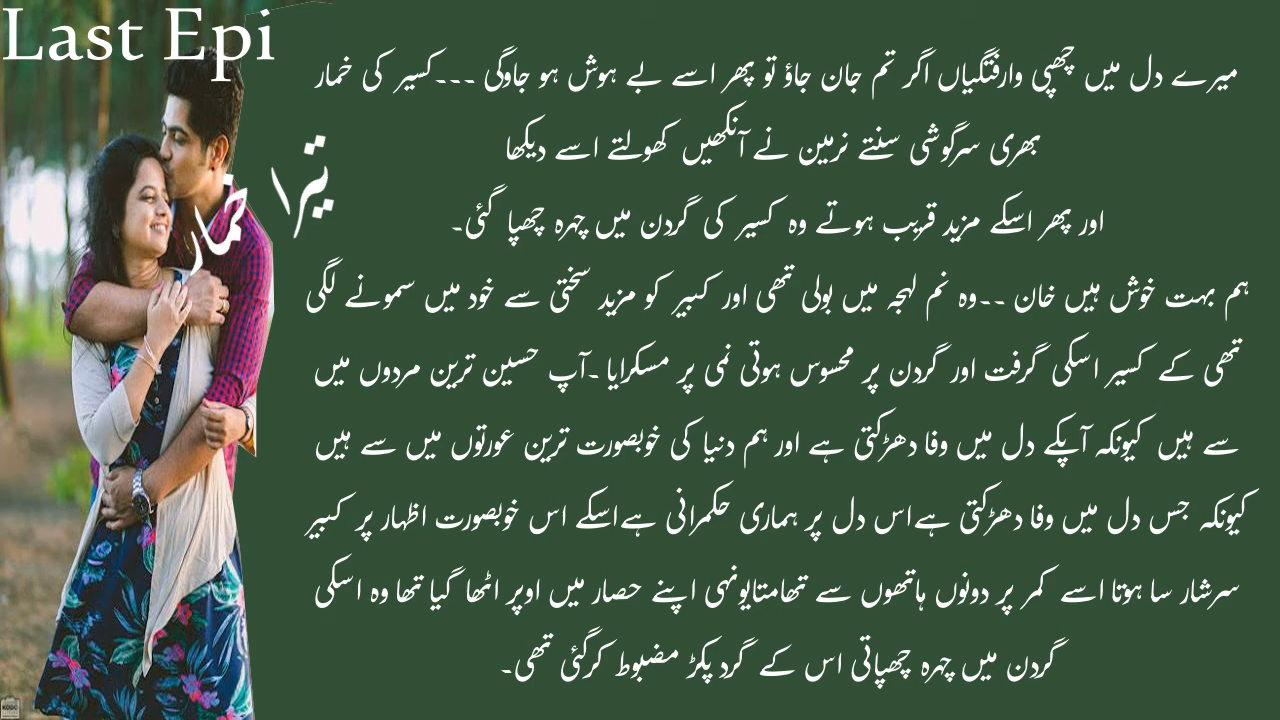 Last Epi
تیرا خمار
میرے دل میں چھپی وارفتگیاں اگر تم جان جاؤ تو پھر اسے بے ہوش ہو جاوگی ---کسیر کی خمار
بھری سرگوشی سنتے نرمین نے آنکھیں کھولتے اسے دیکھا
اور پھر اسکے مزید قریب ہوتے وہ کسیر کی گردن میں چہرہ چھپا گئی۔
ہم بہت خوش ہیں خان --وہ نم لہجہ میں بولی تھی اور کبیر کو مزید سختی سے خود میں سمونے لگی
تھی کے کسیر اسکی گرفت اور گردن پر محسوس ہوتی نمی پر مسکرایا ۔آپ حسین ترین مردوں میں
سے ہیں کیونکہ آپکے دل میں وفا دھڑکتی ہے اور ہم دنیا کی خوبصورت ترین عورتوں میں سے ہیں
کیونکہ جس دل میں وفا دھڑکتی ہےاس دل پر ہماری حکمرانی ہےاسکے اس خوبصورت اظہار پر کبیر
سرشار سا ہوتا اسے کمر پر دونوں ہاتھوں سے تھامتایونہی اپنے حصار میں اوپر اٹھا گیا تھا وہ اسکی
گردن میں چہرہ چھپاتی اس کے گرد پکڑ مضبوط کرگئی تھی۔